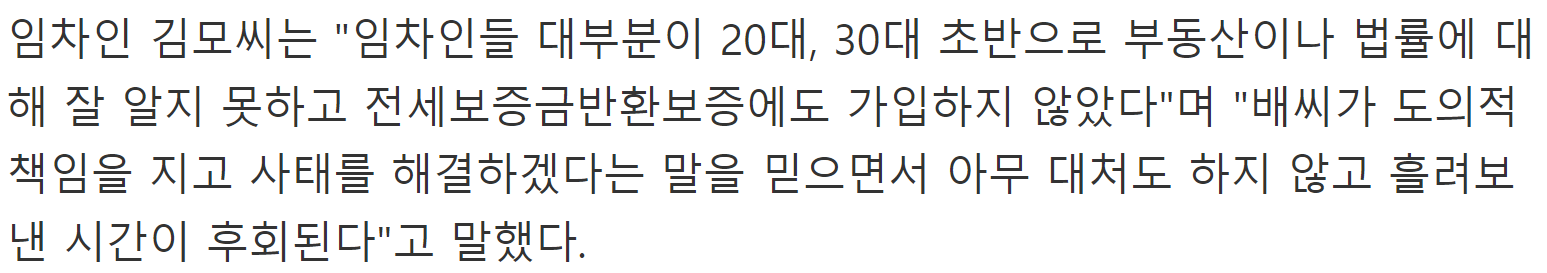 임차인 김모씨는 "임차인들 대부분이 20대, 30대 초반으로 부동산이나 법률에 대
해 잘 알지 못하고 전세보증금반환보증에도 가입하지 않았다"며 "배씨가 도의적
책임을 지고 사태를 해결하겠다는 말을 믿으면서 아무 대처도 하지 않고 흘려보
낸 시간이 후회된다"고 말했다.